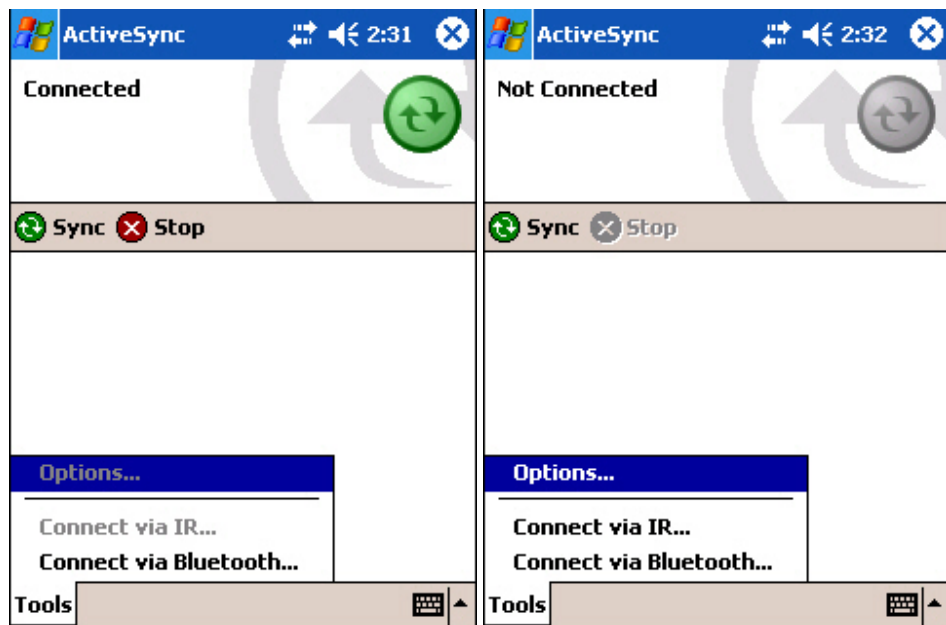 ActiveSync 2:31
Connected
Sync Stop
Options...
Connect via IR...
Connect via Bluetooth...
Tools
ActiveSync 2:32
Not Connected
Sync Stop
Options...
Connect via IR...
Connect via Bluetooth...
Tools